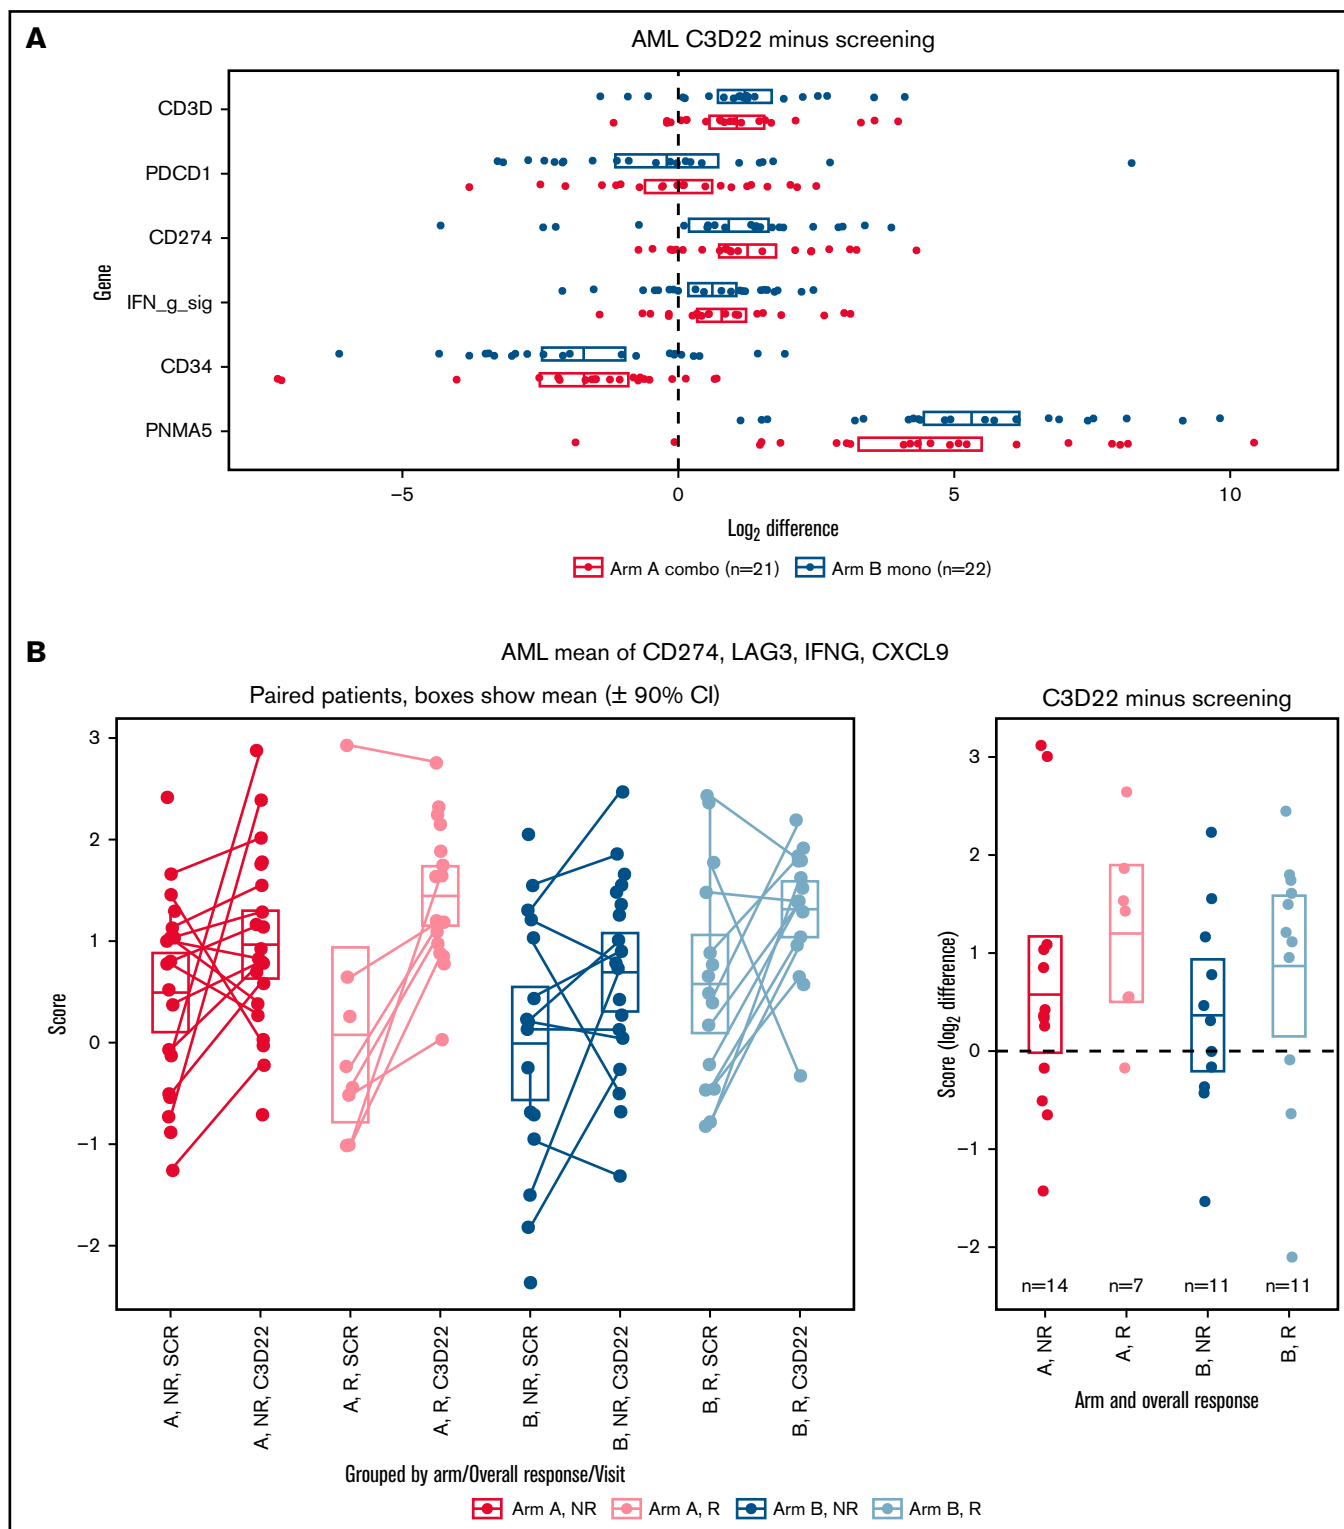 A
AML C3D22 minus screening
Gene
CD3D
PDCD1
CD274
IFN_g_sig
CD34
PNMA5
−5 0 5 10
Log2 difference
Arm A combo (n=21) Arm B mono (n=22)
B
AML mean of CD274, LAG3, IFNG, CXCL9
Paired patients, boxes show mean (± 90% CI)
Score
3
2
1
0
−1
−2
A, NR, SCR
A, NR, C3D22
A, R, SCR
A, R, C3D22
B, NR, SCR
B, NR, C3D22
B, R, SCR
B, R, C3D22
Grouped by arm/Overall response/Visit
C3D22 minus screening
Score (log2 difference)
3
2
1
0
−1
−2
n=14 n=7 n=11 n=11
A, NR
A, R
B, NR
B, R
Arm and overall response
Arm A, NR Arm A, R Arm B, NR Arm B, R